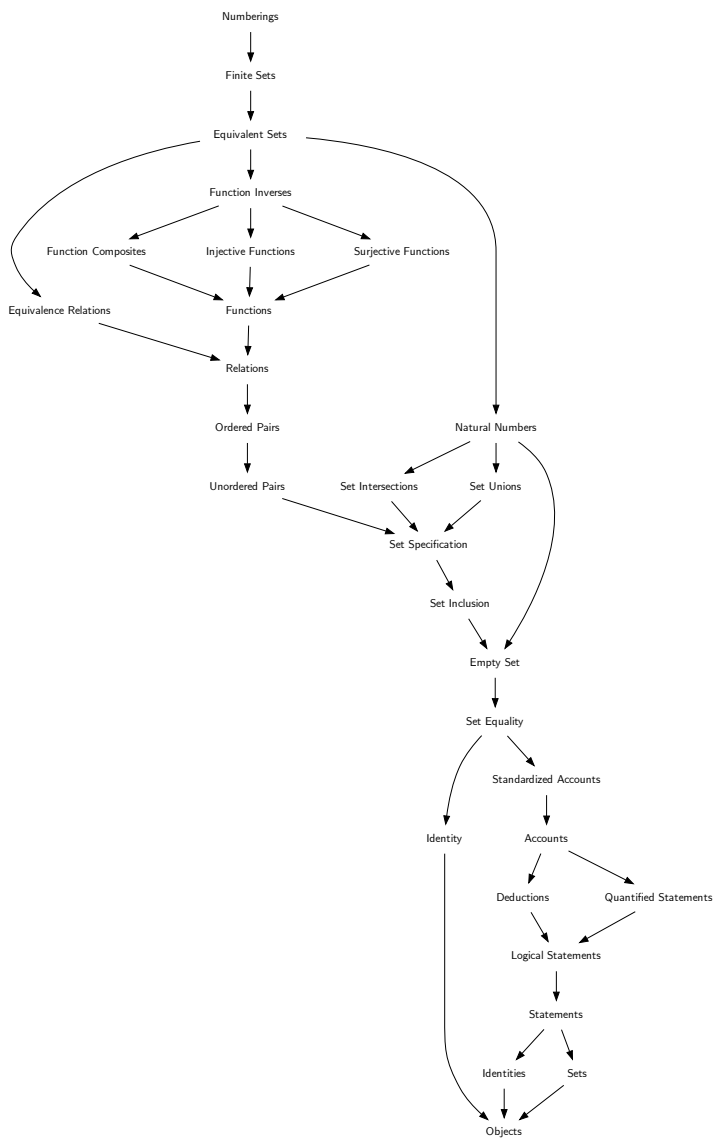 Numberings
Finite Sets
Equivalent Sets
Function Inverses
Function Composites
Injective Functions
Surjective Functions
Equivalence Relations
Functions
Relations
Ordered Pairs
Natural Numbers
Unordered Pairs
Set Intersections
Set Unions
Set Specification
Set Inclusion
Empty Set
Set Equality
Standardized Accounts
Identity
Accounts
Deductions
Quantified Statements
Logical Statements
Statements
Identities
Sets
Objects